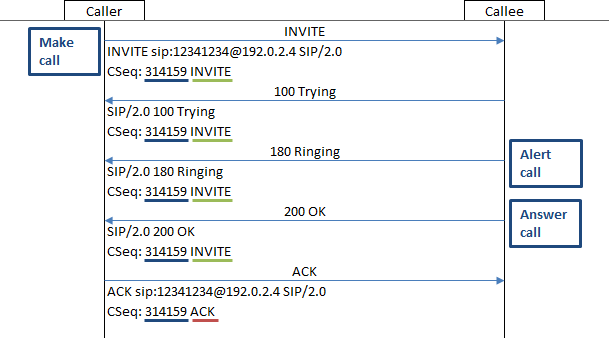 Caller
Callee
INVITE
Make
call
INVITE sip:12341234@192.0.2.4 SIP/2.0
CSeq: 314159 INVITE
100 Trying
SIP/2.0 100 Trying
CSeq: 314159 INVITE
180 Ringing
Alert
call
SIP/2.0 180 Ringing
CSeq: 314159 INVITE
200 OK
Answer
call
SIP/2.0 200 OK
CSeq: 314159 INVITE
ACK
ACK sip:12341234@192.0.2.4 SIP/2.0
CSeq: 314159 ACK